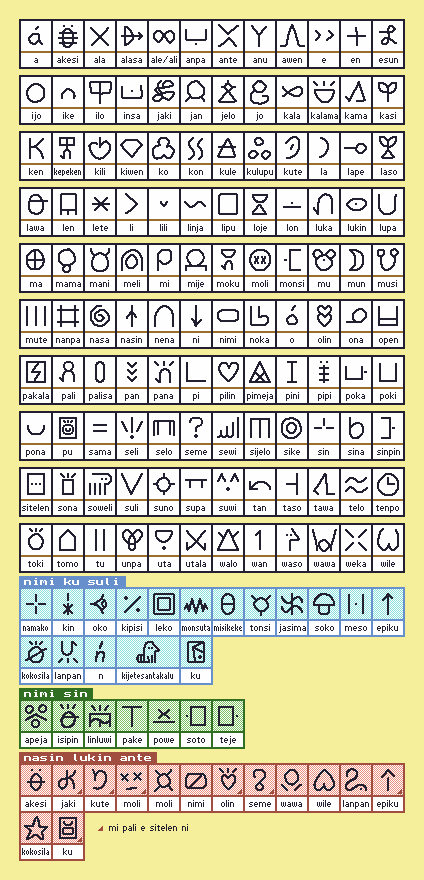 a akesi ala alasa ale/ali anpa ante anu awen e en esun
ijo ike ilo insa jaki jan jelo jo kala kalama kama kasi
ken kepeken kili kiwen ko kon kule kulupu kute la lape laso
lawa len lete li lili linja lipu loje lon luka lukin lupa
ma mama mani meli mi mije moku moli monsi mu mun musi
mute nanpa nasa nasin nena ni nimi noka o olin ona open
pakala pali palisa pan pana pi pilin pimeja pini pipi poka poki
pona pu sama seli selo seme sewi sijelo sike sin sina sinpin
sitelen sona soweli suli suno supa suwi tan taso tawa telo tenpo
toki tomo tu unpa uta utala walo wan waso wawa weka wile
nimi ku suli
namako kin oko kipisi leko monsuta misikeke tonsi jasima soko meso epiku
kokosila lanpan n kijetesantakalu ku
nimi sin
apeja isipin linluwi pake powe soto teje
nasin lukin ante
akesi jaki kute moli moli nimi olin seme wawa wile lanpan epiku
kokosila ku mi pali e sitelen ni